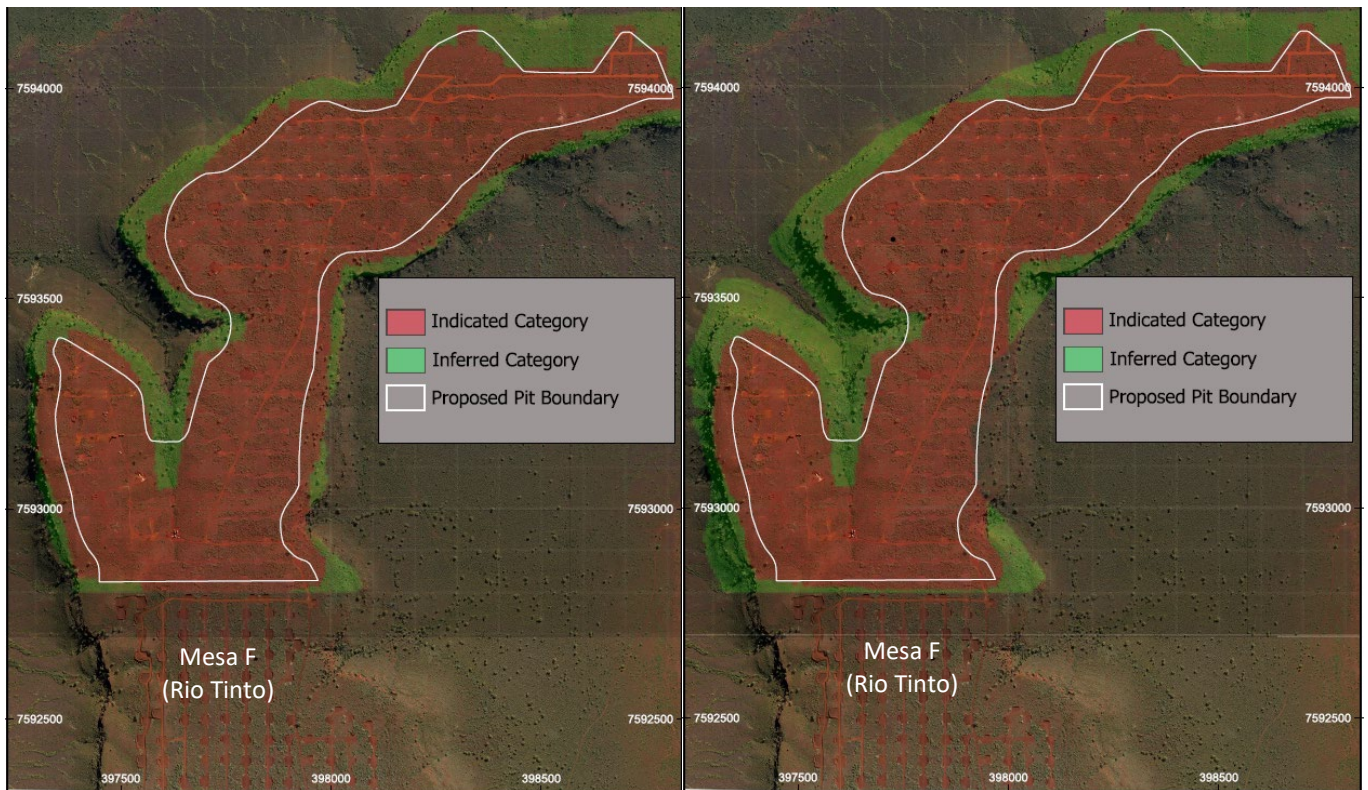 7594000
7594000
7593500
Indicated Category
Inferred Category
Proposed Pit Boundary
7593000
7593000
Mesa F
(Rio Tinto)
7592500
7592500
397500
398000
398500
7594000
7594000
7593500
Indicated Category
Inferred Category
Proposed Pit Boundary
7593000
7593000
Mesa F
(Rio Tinto)
7592500
7592500
397500
398000
398500